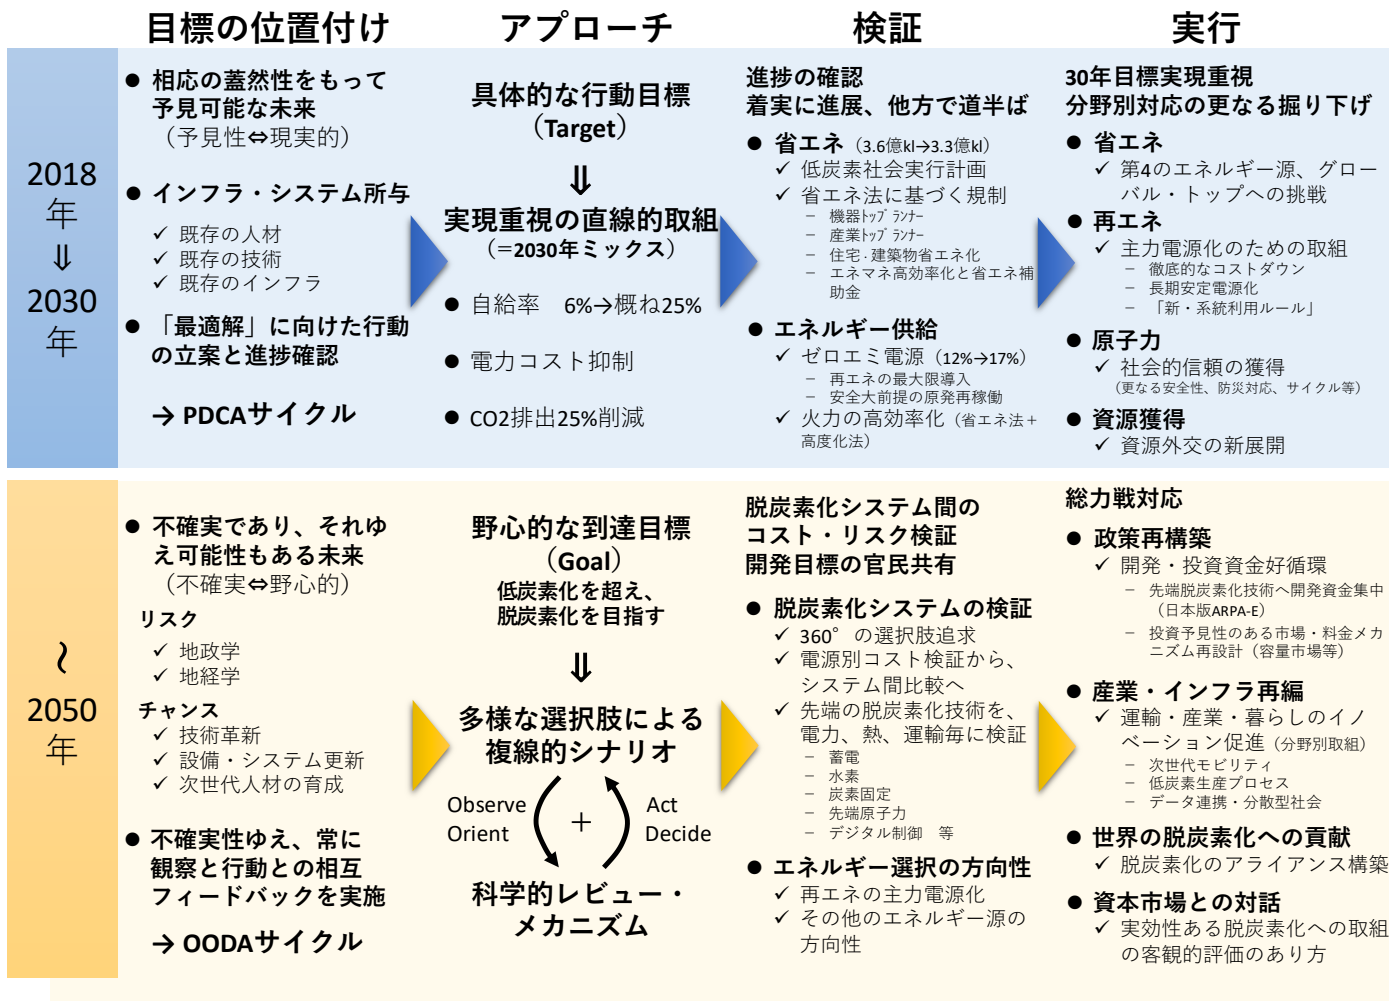 目標の位置付け
アプローチ
検証
実行
2018
年
⇓
2030
年
● 相応の蓋然性をもって
予見可能な未来
（予見性⇔現実的）
● インフラ・システム所与
✓ 既存の人材
✓ 既存の技術
✓ 既存のインフラ
● 「最適解」に向けた行動
の立案と進捗確認
→ PDCAサイクル
具体的な行動目標
（Target）
⇓
実現重視の直線的取組
（＝2030年ミックス）
● 自給率　6%→概ね25%
● 電力コスト抑制
● CO2排出25%削減
進捗の確認
着実に進展、他方で道半ば
● 省エネ（3.6億kl→3.3億kl）
✓ 低炭素社会実行計画
✓ 省エネ法に基づく規制
− 機器ﾄｯﾌﾟﾗﾝﾅｰ
− 産業ﾄｯﾌﾟﾗﾝﾅｰ
− 住宅･建築物省エネ化
− エネマネ高効率化と省エネ補
助金
● エネルギー供給
✓ ゼロエミ電源（12%→17%）
− 再エネの最大限導入
− 安全大前提の原発再稼働
✓ 火力の高効率化（省エネ法＋
高度化法）
30年目標実現重視
分野別対応の更なる掘り下げ
● 省エネ
✓ 第4のエネルギー源、グロー
バル・トップへの挑戦
● 再エネ
✓ 主力電源化のための取組
− 徹底的なコストダウン
− 長期安定電源化
− 「新・系統利用ルール」
● 原子力
✓ 社会的信頼の獲得
（更なる安全性、防災対応、サイクル等）
● 資源獲得
✓ 資源外交の新展開
～
2050
年
● 不確実であり、それゆ
え可能性もある未来
（不確実⇔野心的）
リスク
✓ 地政学
✓ 地経学
チャンス
✓ 技術革新
✓ 設備・システム更新
✓ 次世代人材の育成
● 不確実性ゆえ、常に
観察と行動との相互
フィードバックを実施
→ OODAサイクル
野心的な到達目標
（Goal）
低炭素化を超え、
脱炭素化を目指す
⇓
多様な選択肢による
複線的シナリオ
Observe
Orient
＋
Act
Decide
科学的レビュー・
メカニズム
脱炭素化システム間の
コスト・リスク検証
開発目標の官民共有
● 脱炭素化システムの検証
✓ 360°の選択肢追求
✓ 電源別コスト検証から、
システム間比較へ
✓ 先端の脱炭素化技術を、
電力、熱、運輸毎に検証
− 蓄電
− 水素
− 炭素固定
− 先端原子力
− デジタル制御　等
● エネルギー選択の方向性
✓ 再エネの主力電源化
✓ その他のエネルギー源の
方向性
総力戦対応
● 政策再構築
✓ 開発・投資資金好循環
− 先端脱炭素化技術へ開発資金集中
（日本版ARPA-E）
− 投資予見性のある市場・料金メカ
ニズム再設計（容量市場等）
● 産業・インフラ再編
✓ 運輸・産業・暮らしのイノ
ベーション促進（分野別取組）
− 次世代モビリティ
− 低炭素生産プロセス
− データ連携・分散型社会
● 世界の脱炭素化への貢献
✓ 脱炭素化のアライアンス構築
● 資本市場との対話
✓ 実効性ある脱炭素化への取組
の客観的評価のあり方